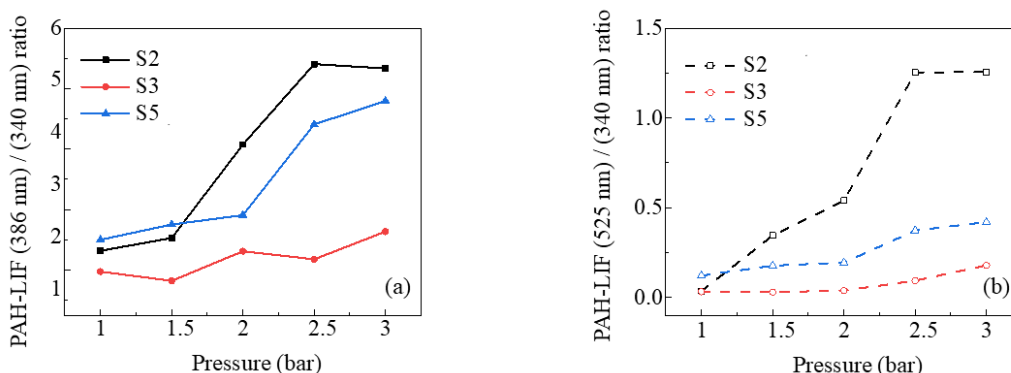 PAH-LIF (386 nm) / (340 nm) ratio
6
5
4
3
2
1
S2
S3
S5
(a)
1 1.5 2 2.5 3
Pressure (bar)
PAH-LIF (525 nm) / (340 nm) ratio
1.5
1.0
0.5
0.0
S2
S3
S5
(b)
1 1.5 2 2.5 3
Pressure (bar)